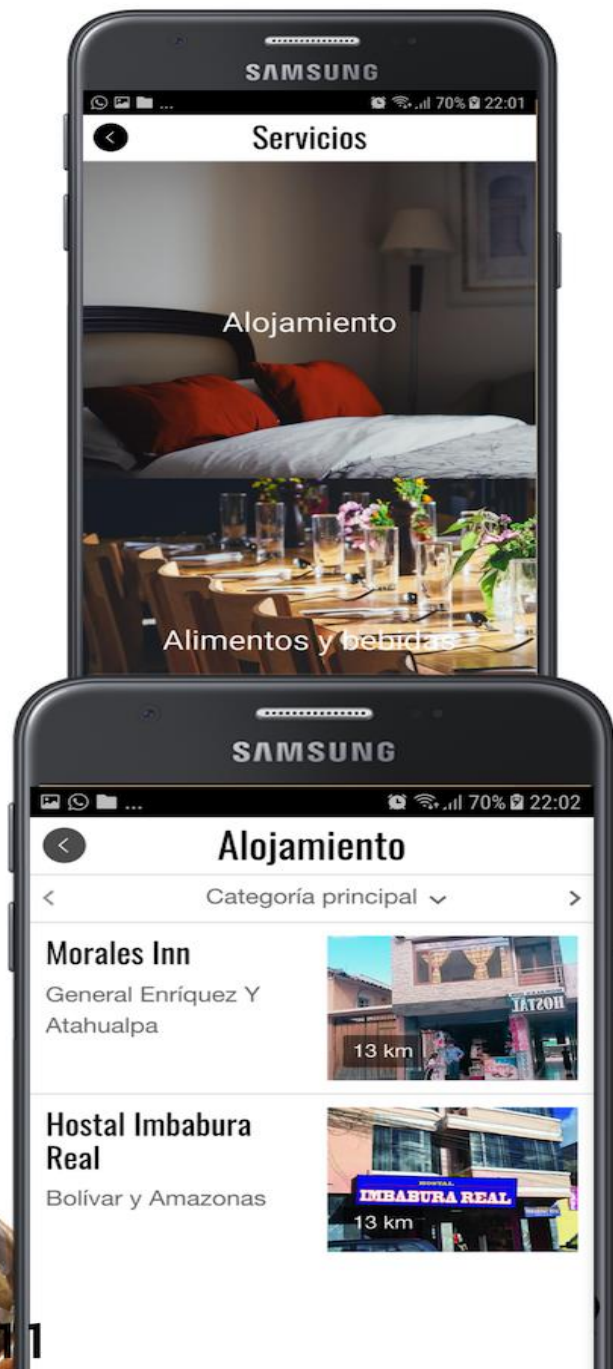 SAMSUNG
... 70% 22:01
Servicios
Alojamiento
Alimentos y bebidas
SAMSUNG
... 70% 22:02
Alojamiento
Categoría principal
Morales Inn
General Enríquez Y
Atahualpa
HOSTAL
13 km
Hostal Imbabura
Real
Bolívar y Amazonas
HOSTAL
IMBABURA REAL
13 km